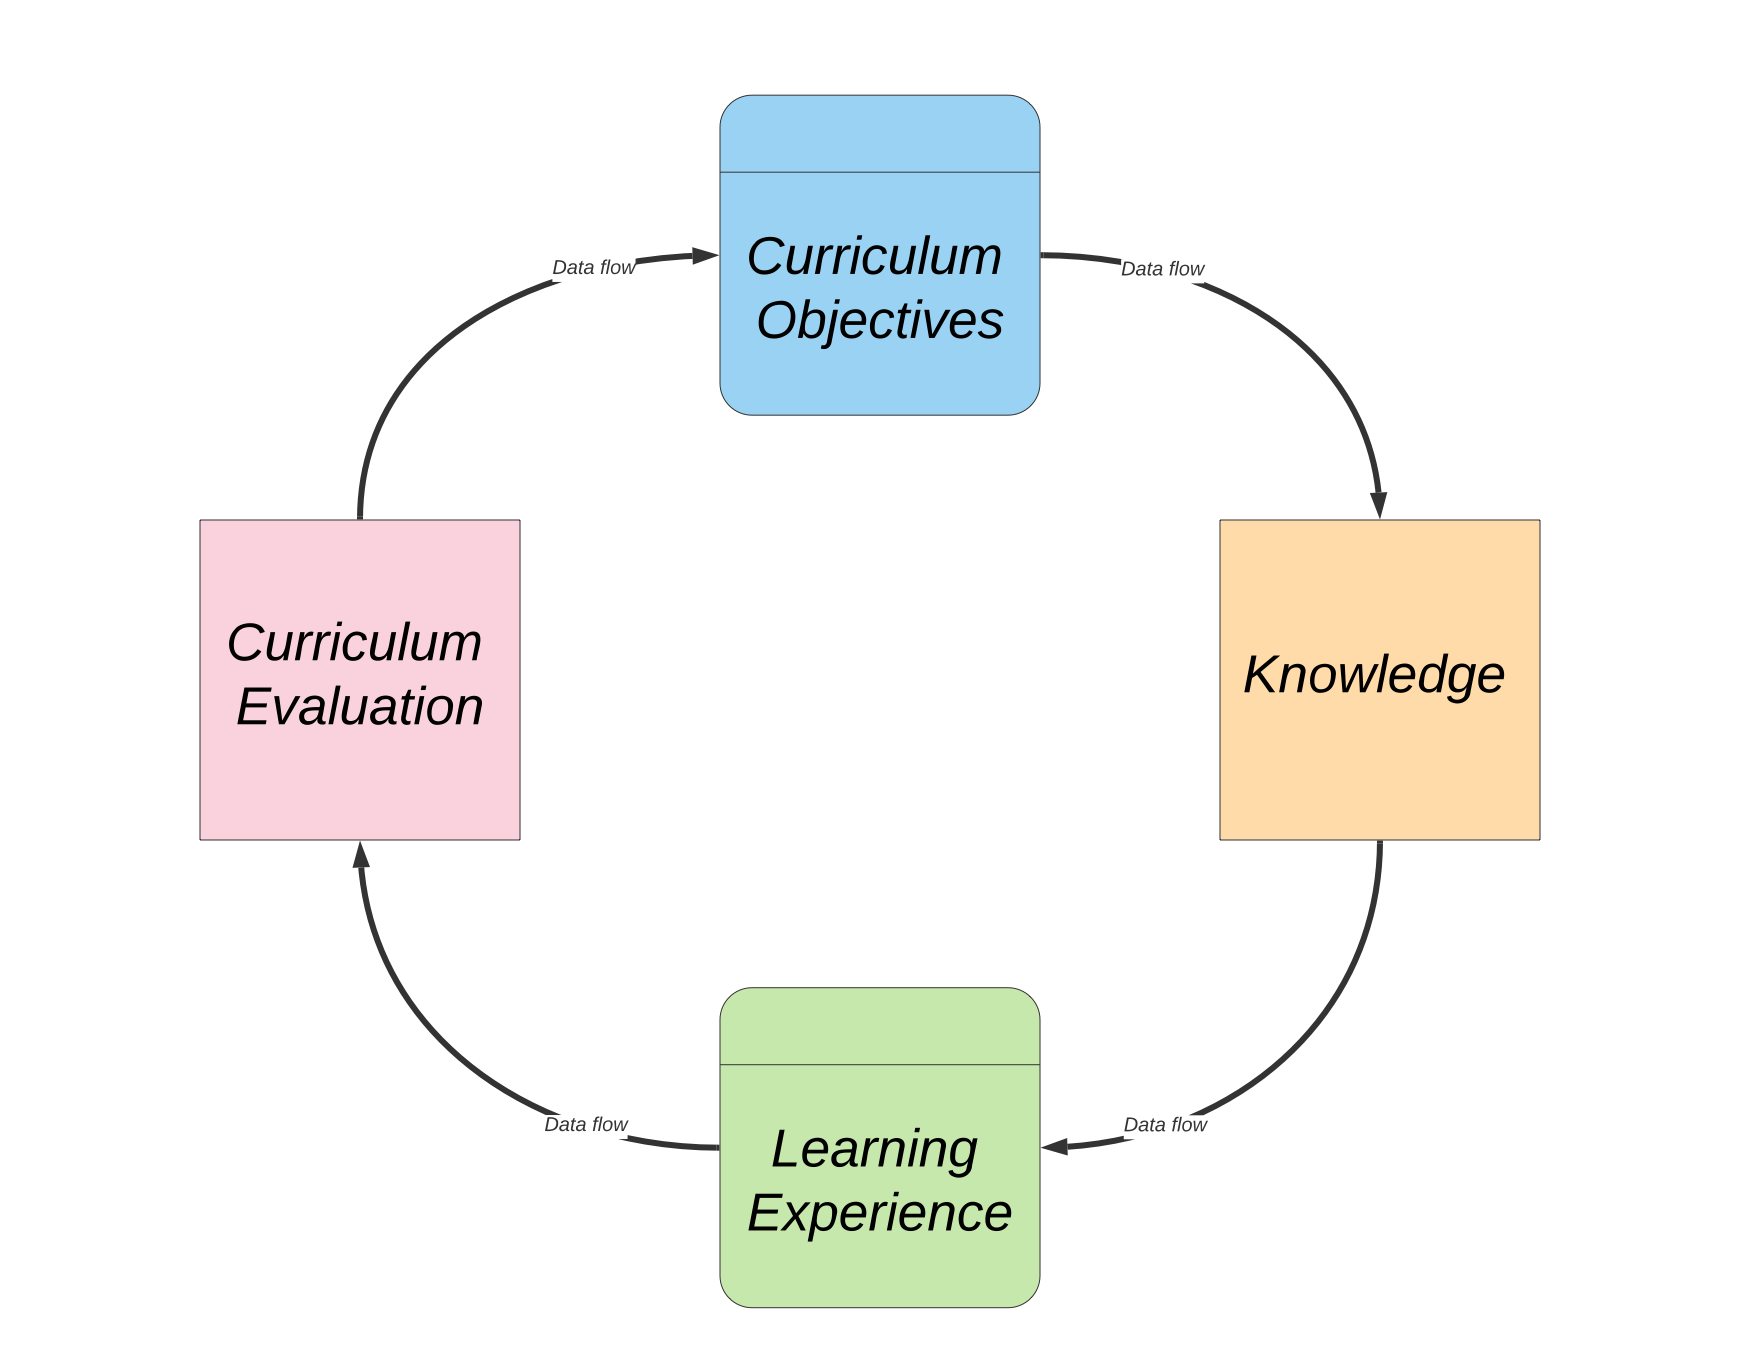 Curriculum
Objectives
Data flow
Data flow
Curriculum
Evaluation
Knowledge
Data flow
Data flow
Learning
Experience